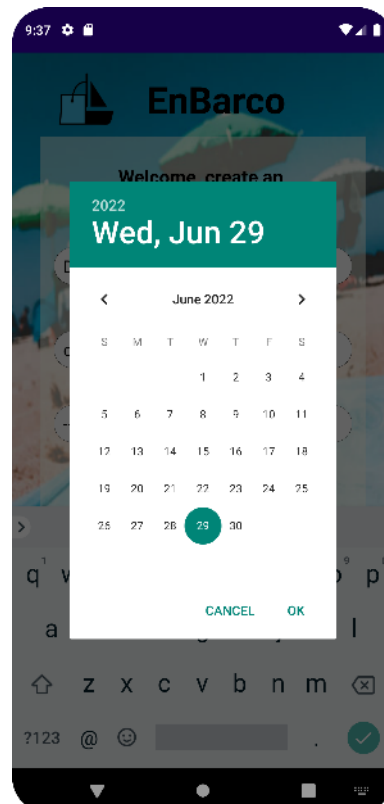 9:37
EnBarco
Welcome, create an
2022
Wed, Jun 29
June 2022
S M T W T F S
1 2 3 4
5 6 7 8 9 10 11
12 13 14 15 16 17 18
19 20 21 22 23 24 25
26 27 28 29 30
CANCEL OK
q 1 w 9 p
a l
z x c v b n m
?123 @ .